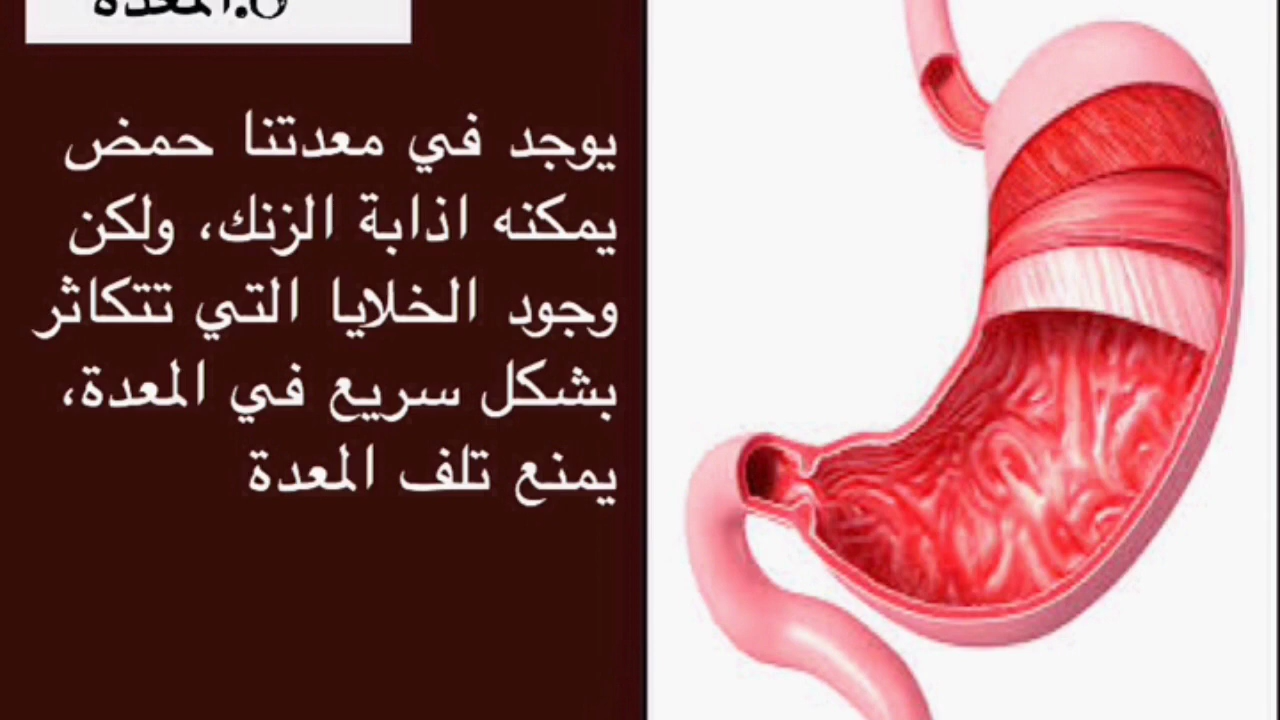 المعدة
يوجد في معدتنا حمض
يمكنه اذابة الزنك، ولكن
وجود الخلايا التي تتكاثر
بشكل سريع في المعدة،
يمنع تلف المعدة